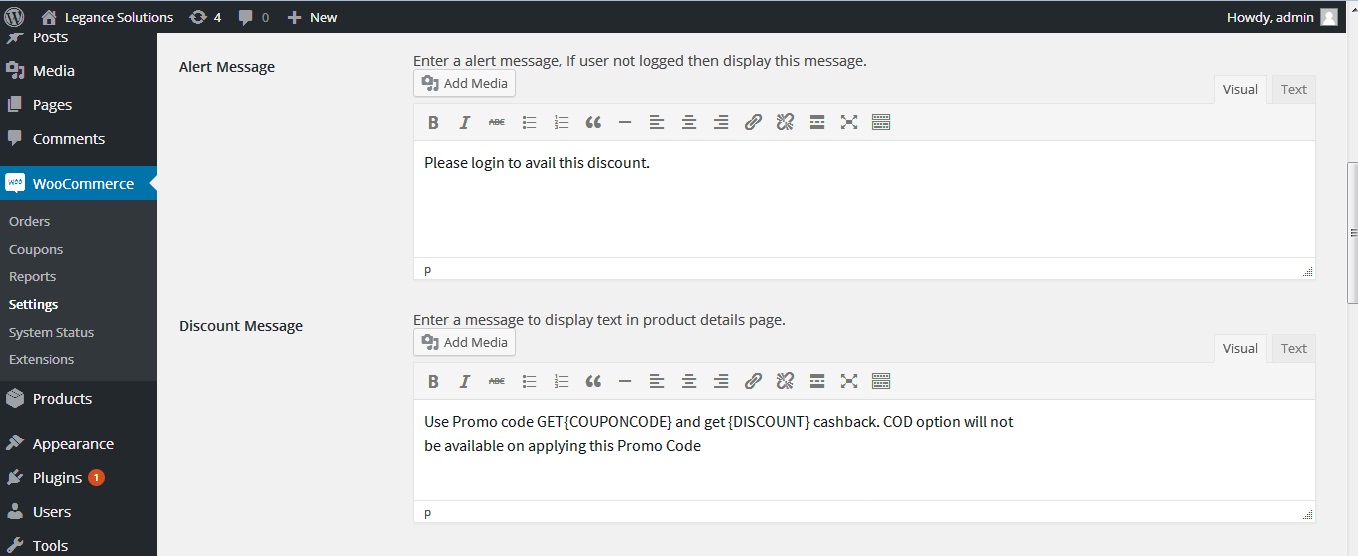 Legance Solutions 4 0 New Howdy, admin
Posts
Media
Pages
Comments
WooCommerce
Orders
Coupons
Reports
Settings
System Status
Extensions
Products
Appearance
Plugins 1
Users
Tools
Alert Message
Enter a alert message, If user not logged then display this message.
Add Media
Visual Text
B I ABC
Please login to avail this discount.
p
Discount Message
Enter a message to display text in product details page.
Add Media
Visual Text
B I ABC
Use Promo code GET{COUPONCODE} and get {DISCOUNT} cashback. COD option will not
be available on applying this Promo Code
p